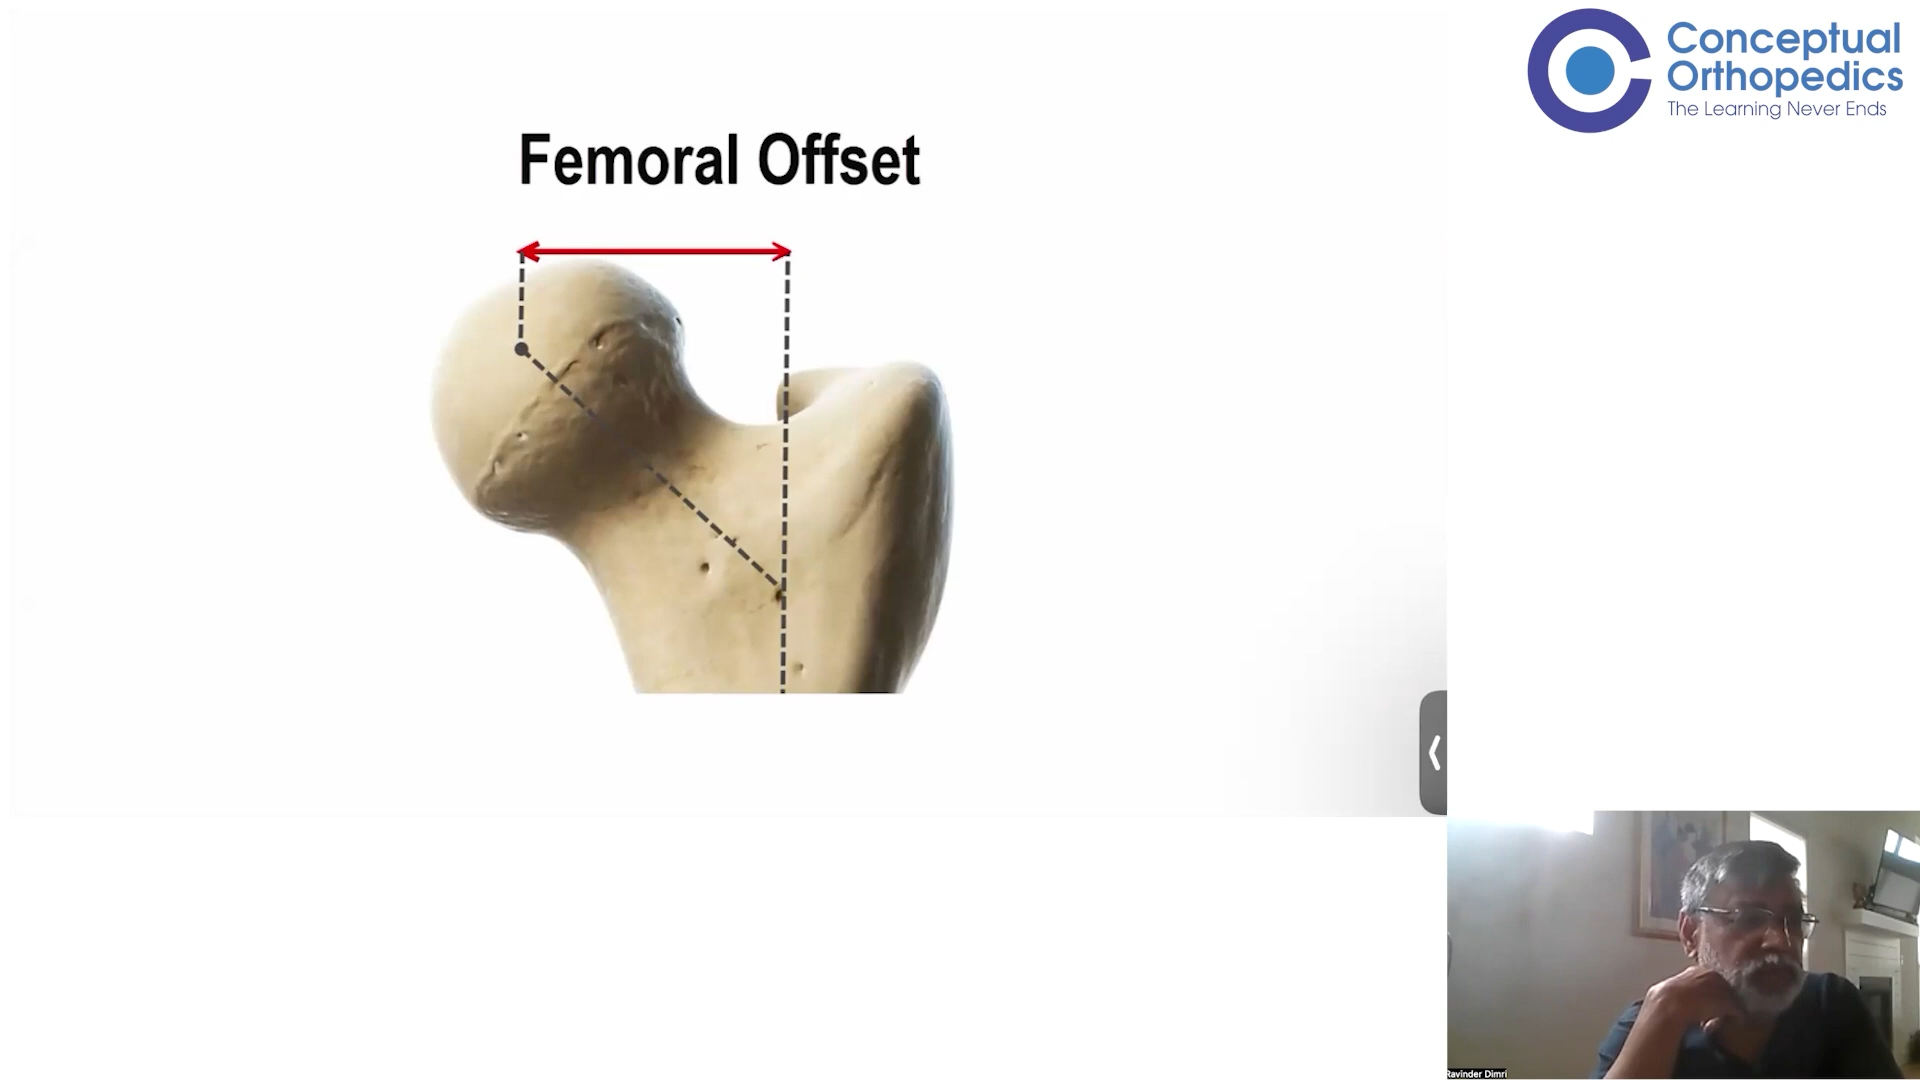 Femoral Offset
Conceptual
Orthopedics
The Learning Never Ends
Ravinder Dimri